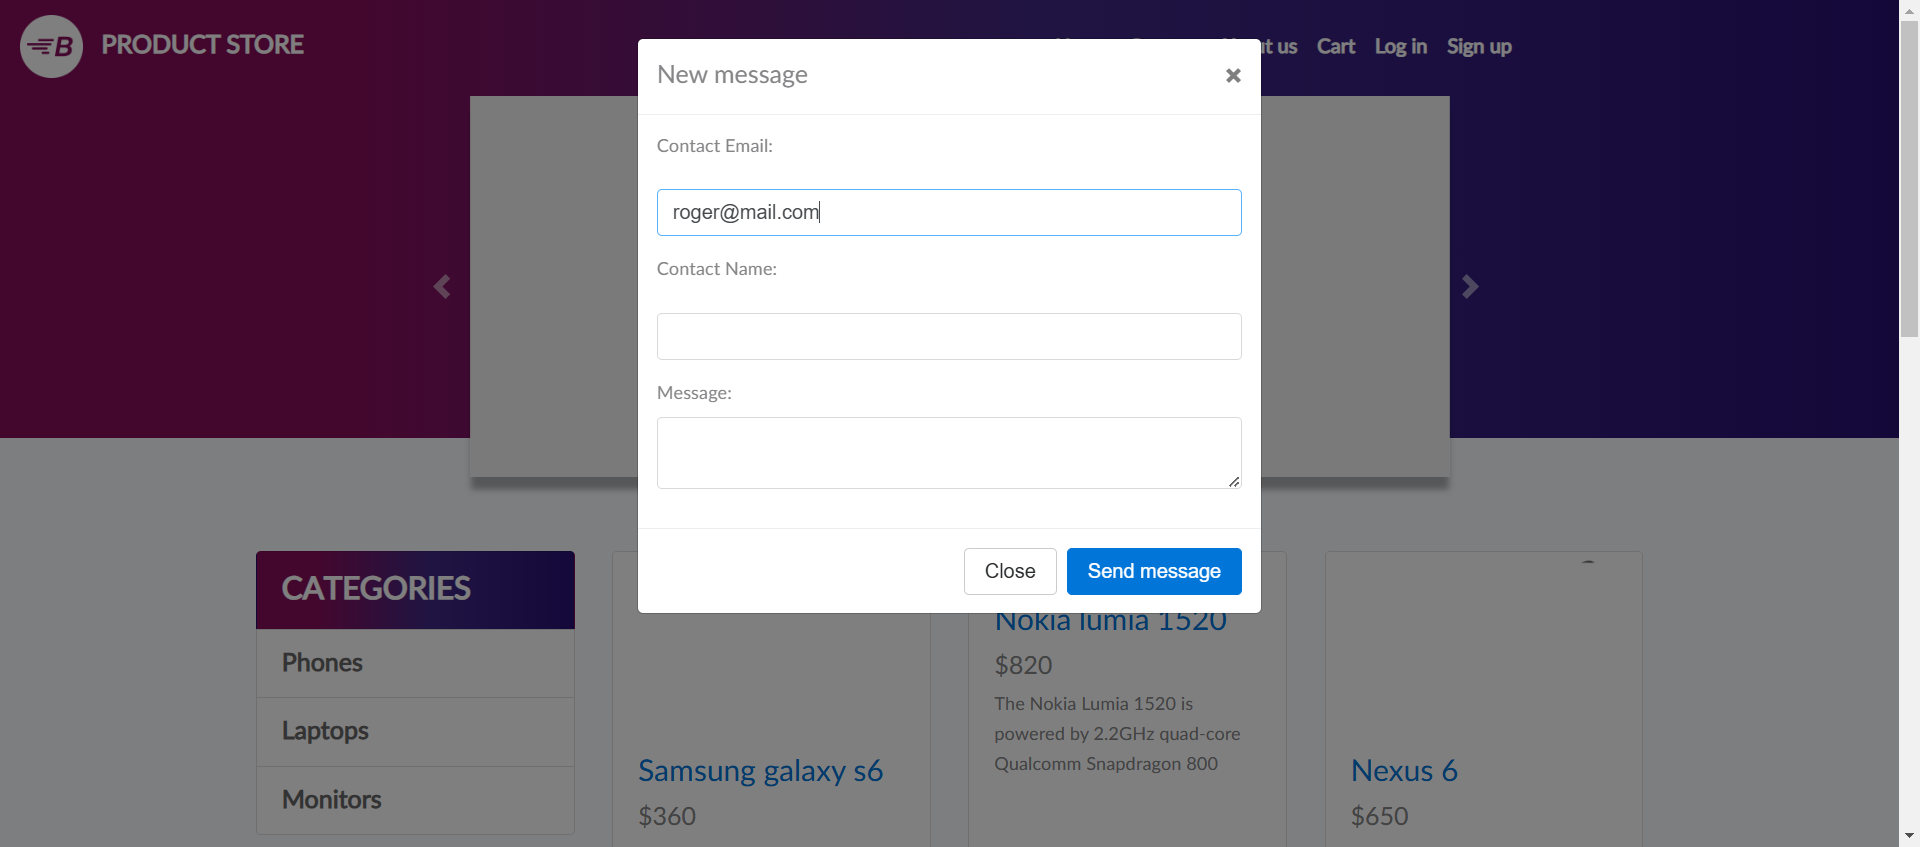 B PRODUCT STORE
t us Cart Log in Sign up
New message
Contact Email:
roger@mail.com
Contact Name:
Message:
Close Send message
CATEGORIES
Phones
Laptops
Monitors
Samsung galaxy s6
$360
Nokia lumia 1520
$820
The Nokia Lumia 1520 is
powered by 2.2GHz quad-core
Qualcomm Snapdragon 800
Nexus 6
$650